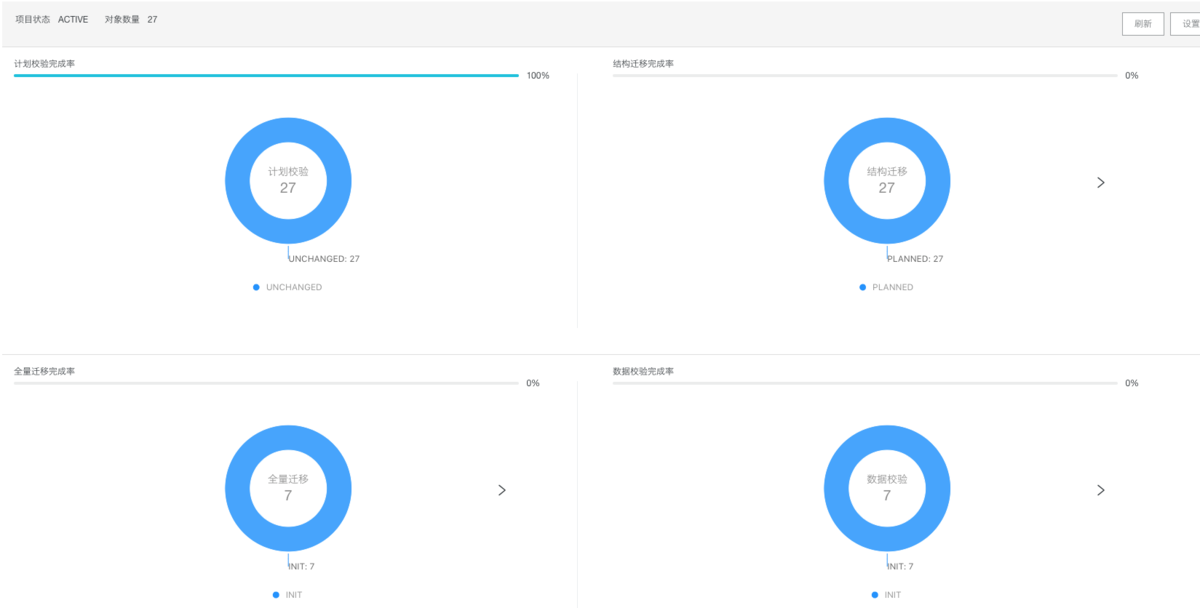 项目状态 ACTIVE 对象数量 27
刷新 设置
计划校验完成率
100%
结构迁移完成率
0%
计划校验
27
UNCHANGED: 27
UNCHANGED
结构迁移
27
PLANNED: 27
PLANNED
全量迁移完成率
0%
数据校验完成率
0%
全量迁移
7
INIT: 7
INIT
数据校验
7
INIT: 7
INIT